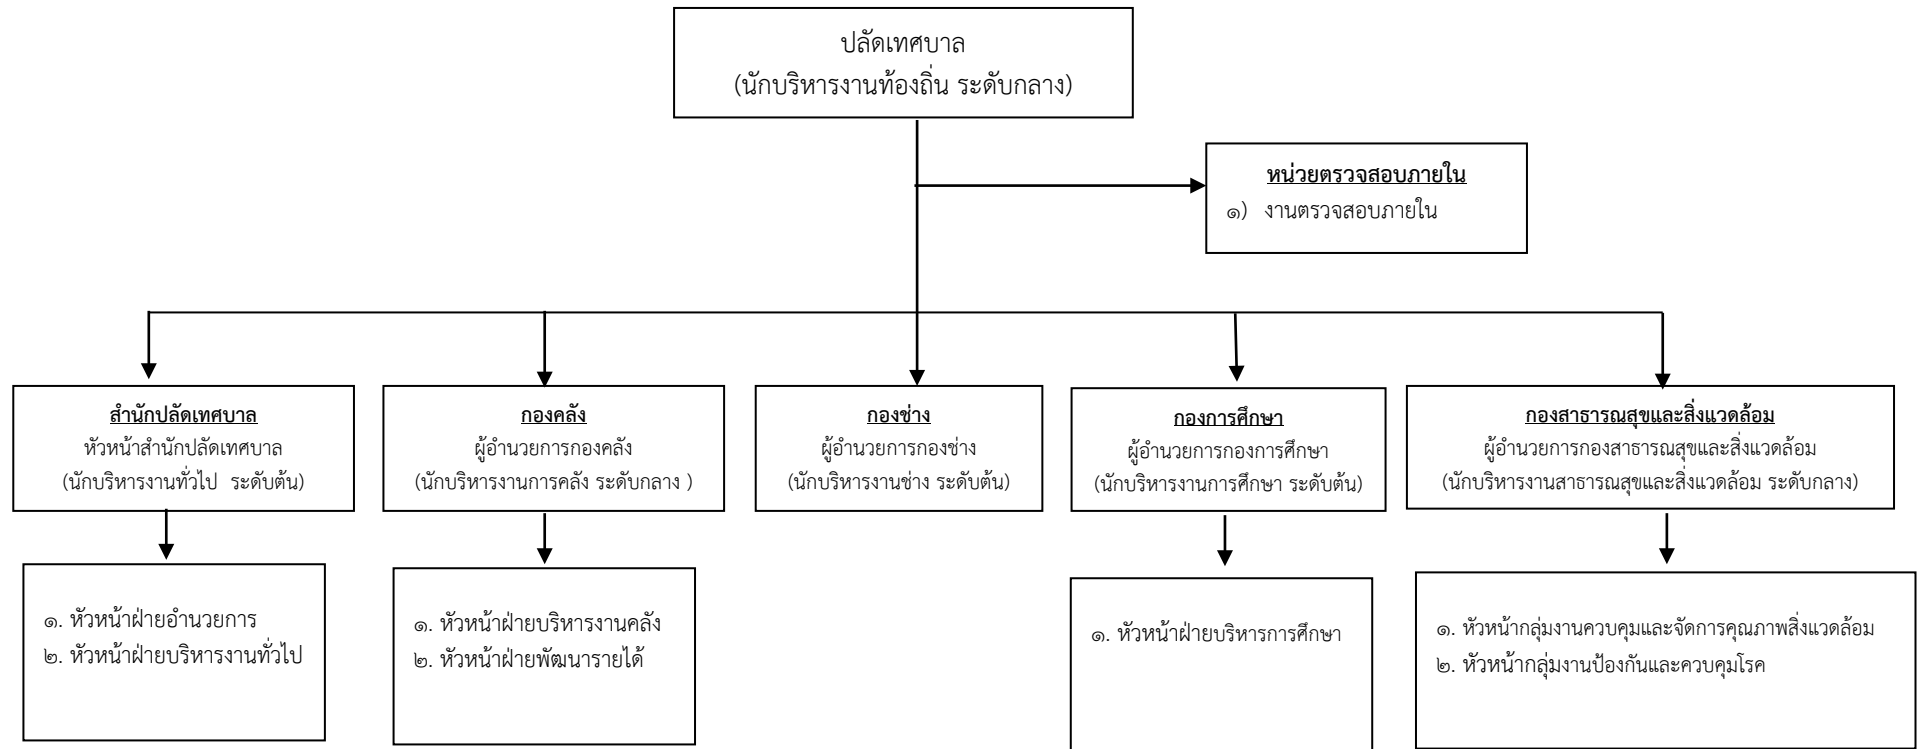 ปลัดเทศบาล
(นักบริหารงานท้องถิ่น ระดับกลาง)
หน่วยตรวจสอบภายใน
๑) งานตรวจสอบภายใน
สำนักปลัดเทศบาล
หัวหน้าสำนักปลัดเทศบาล
(นักบริหารงานทั่วไป ระดับต้น)
กองคลัง
ผู้อำนวยการกองคลัง
(นักบริหารงานการคลัง ระดับกลาง )
กองช่าง
ผู้อำนวยการกองช่าง
(นักบริหารงานช่าง ระดับต้น)
กองการศึกษา
ผู้อำนวยการกองการศึกษา
(นักบริหารงานการศึกษา ระดับต้น)
กองสาธารณสุขและสิ่งแวดล้อม
ผู้อำนวยการกองสาธารณสุขและสิ่งแวดล้อม
(นักบริหารงานสาธารณสุขและสิ่งแวดล้อม ระดับกลาง)
๑. หัวหน้าฝ่ายอำนวยการ
๒. หัวหน้าฝ่ายบริหารงานทั่วไป
๑. หัวหน้าฝ่ายบริหารงานคลัง
๒. หัวหน้าฝ่ายพัฒนารายได้
๑. หัวหน้าฝ่ายบริหารการศึกษา
๑. หัวหน้ากลุ่มงานควบคุมและจัดการคุณภาพสิ่งแวดล้อม
๒. หัวหน้ากลุ่มงานป้องกันและควบคุมโรค